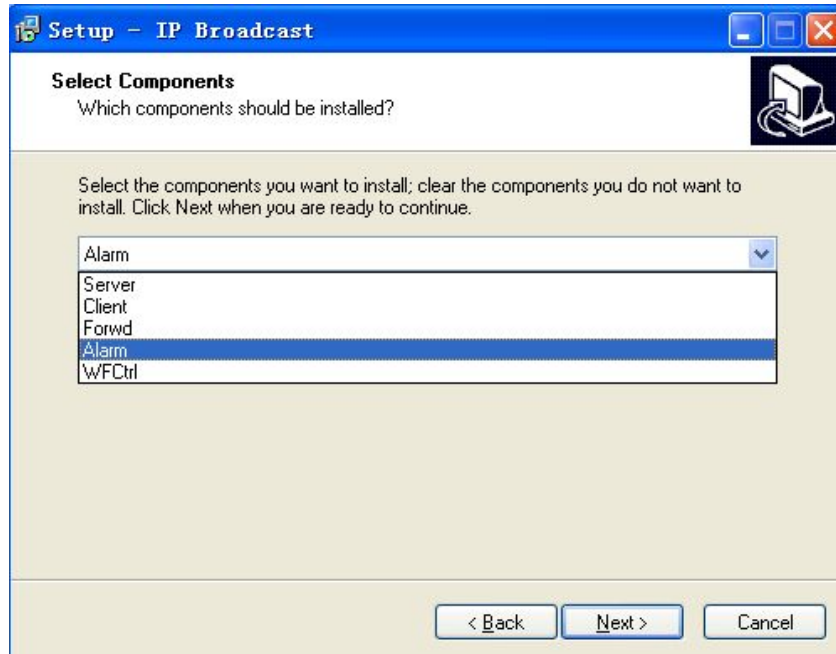 Setup - IP Broadcast
Select Components
Which components should be installed?
Select the components you want to install; clear the components you do not want to
install. Click Next when you are ready to continue.
Alarm
Server
Client
Forwd
Alarm
WFCtrl
< Back
Next >
Cancel